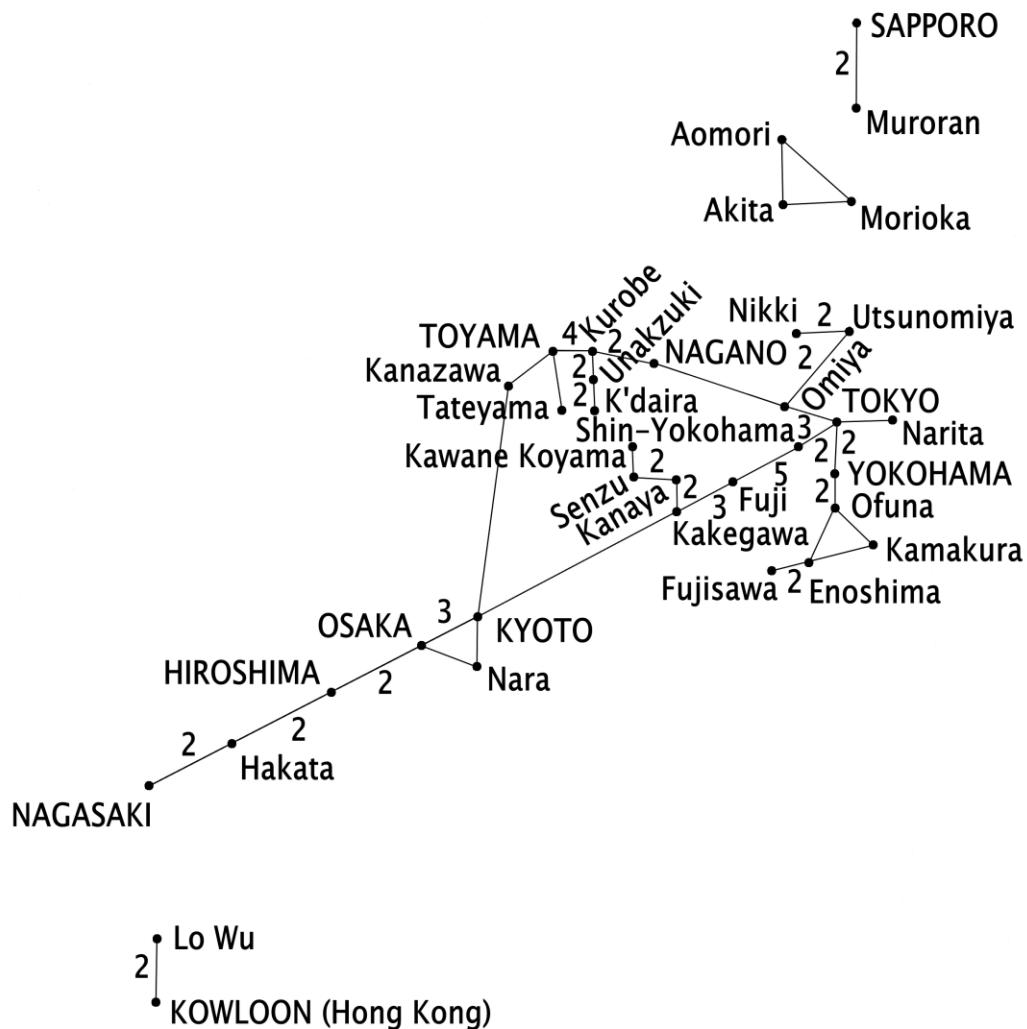 SAPPORO
2
Muroran
Aomori
Akita
Morioka
Kurobe
Unakzuki
Nikki
2
Utsunomiya
TOYAMA
4
2
NAGANO
2
Omiya
Kanazawa
2
Tateyama
2
K'daira
TOKYO
Narita
Shin-Yokohama
3
2
2
Kawane Koyama
2
5
YOKOHAMA
Senzu
Kanaya
2
3
Fuji
2
Ofuna
Kakegawa
Kamakura
Fujisawa
2
Enoshima
OSAKA
3
KYOTO
HIROSHIMA
2
Nara
2
2
Hakata
NAGASAKI
Lo Wu
2
KOWLOON (Hong Kong)